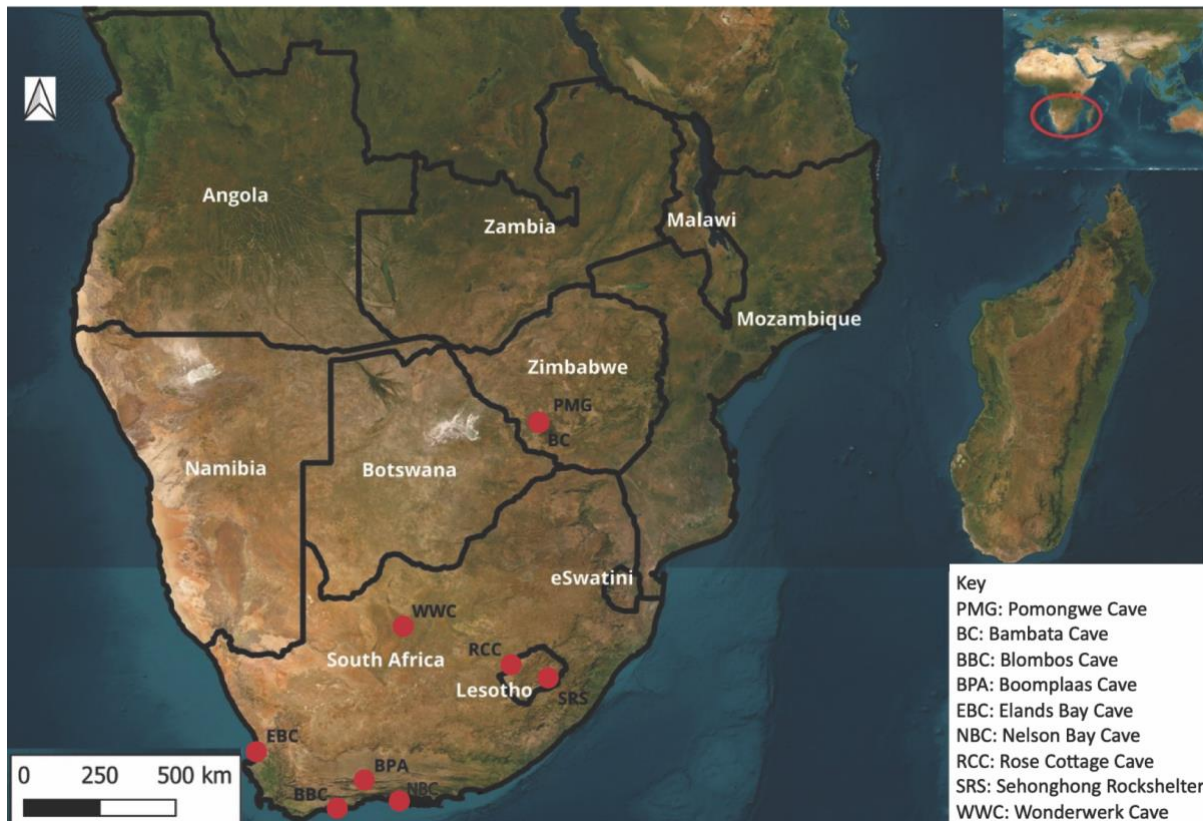 Angola
Zambia
Malawi
Mozambique
Zimbabwe
PMG
BC
Namibia
Botswana
eSwatini
WWC
South Africa
RCC
Lesotho
SRS
EBC
BPA
BBC
NBC
0 250 500 km
Key
PMG: Pomongwe Cave
BC: Bambata Cave
BBC: Blombos Cave
BPA: Boomplaas Cave
EBC: Elands Bay Cave
NBC: Nelson Bay Cave
RCC: Rose Cottage Cave
SRS: Sehonghong Rockshelter
WWC: Wonderwerk Cave